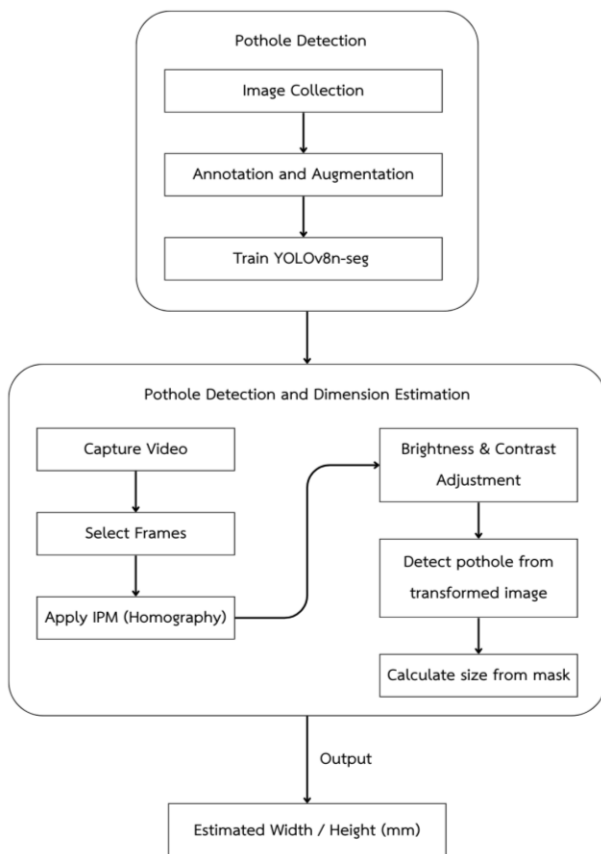 Pothole Detection
Image Collection
Annotation and Augmentation
Train YOLOv8n-seg
Pothole Detection and Dimension Estimation
Capture Video
Select Frames
Apply IPM (Homography)
Brightness & Contrast
Adjustment
Detect pothole from
transformed image
Calculate size from mask
Output
Estimated Width / Height (mm)